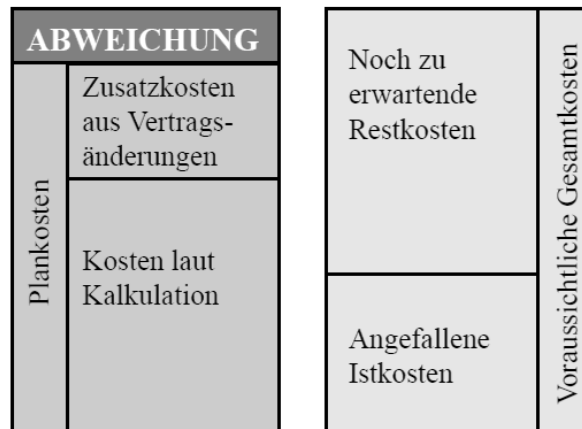 ABWEICHUNG
Plankosten
Zusatzkosten
aus Vertrags-
änderungen
Kosten laut
Kalkulation
Noch zu
erwartende
Restkosten
Angefallene
Istkosten
Voraussichtliche Gesamtkosten